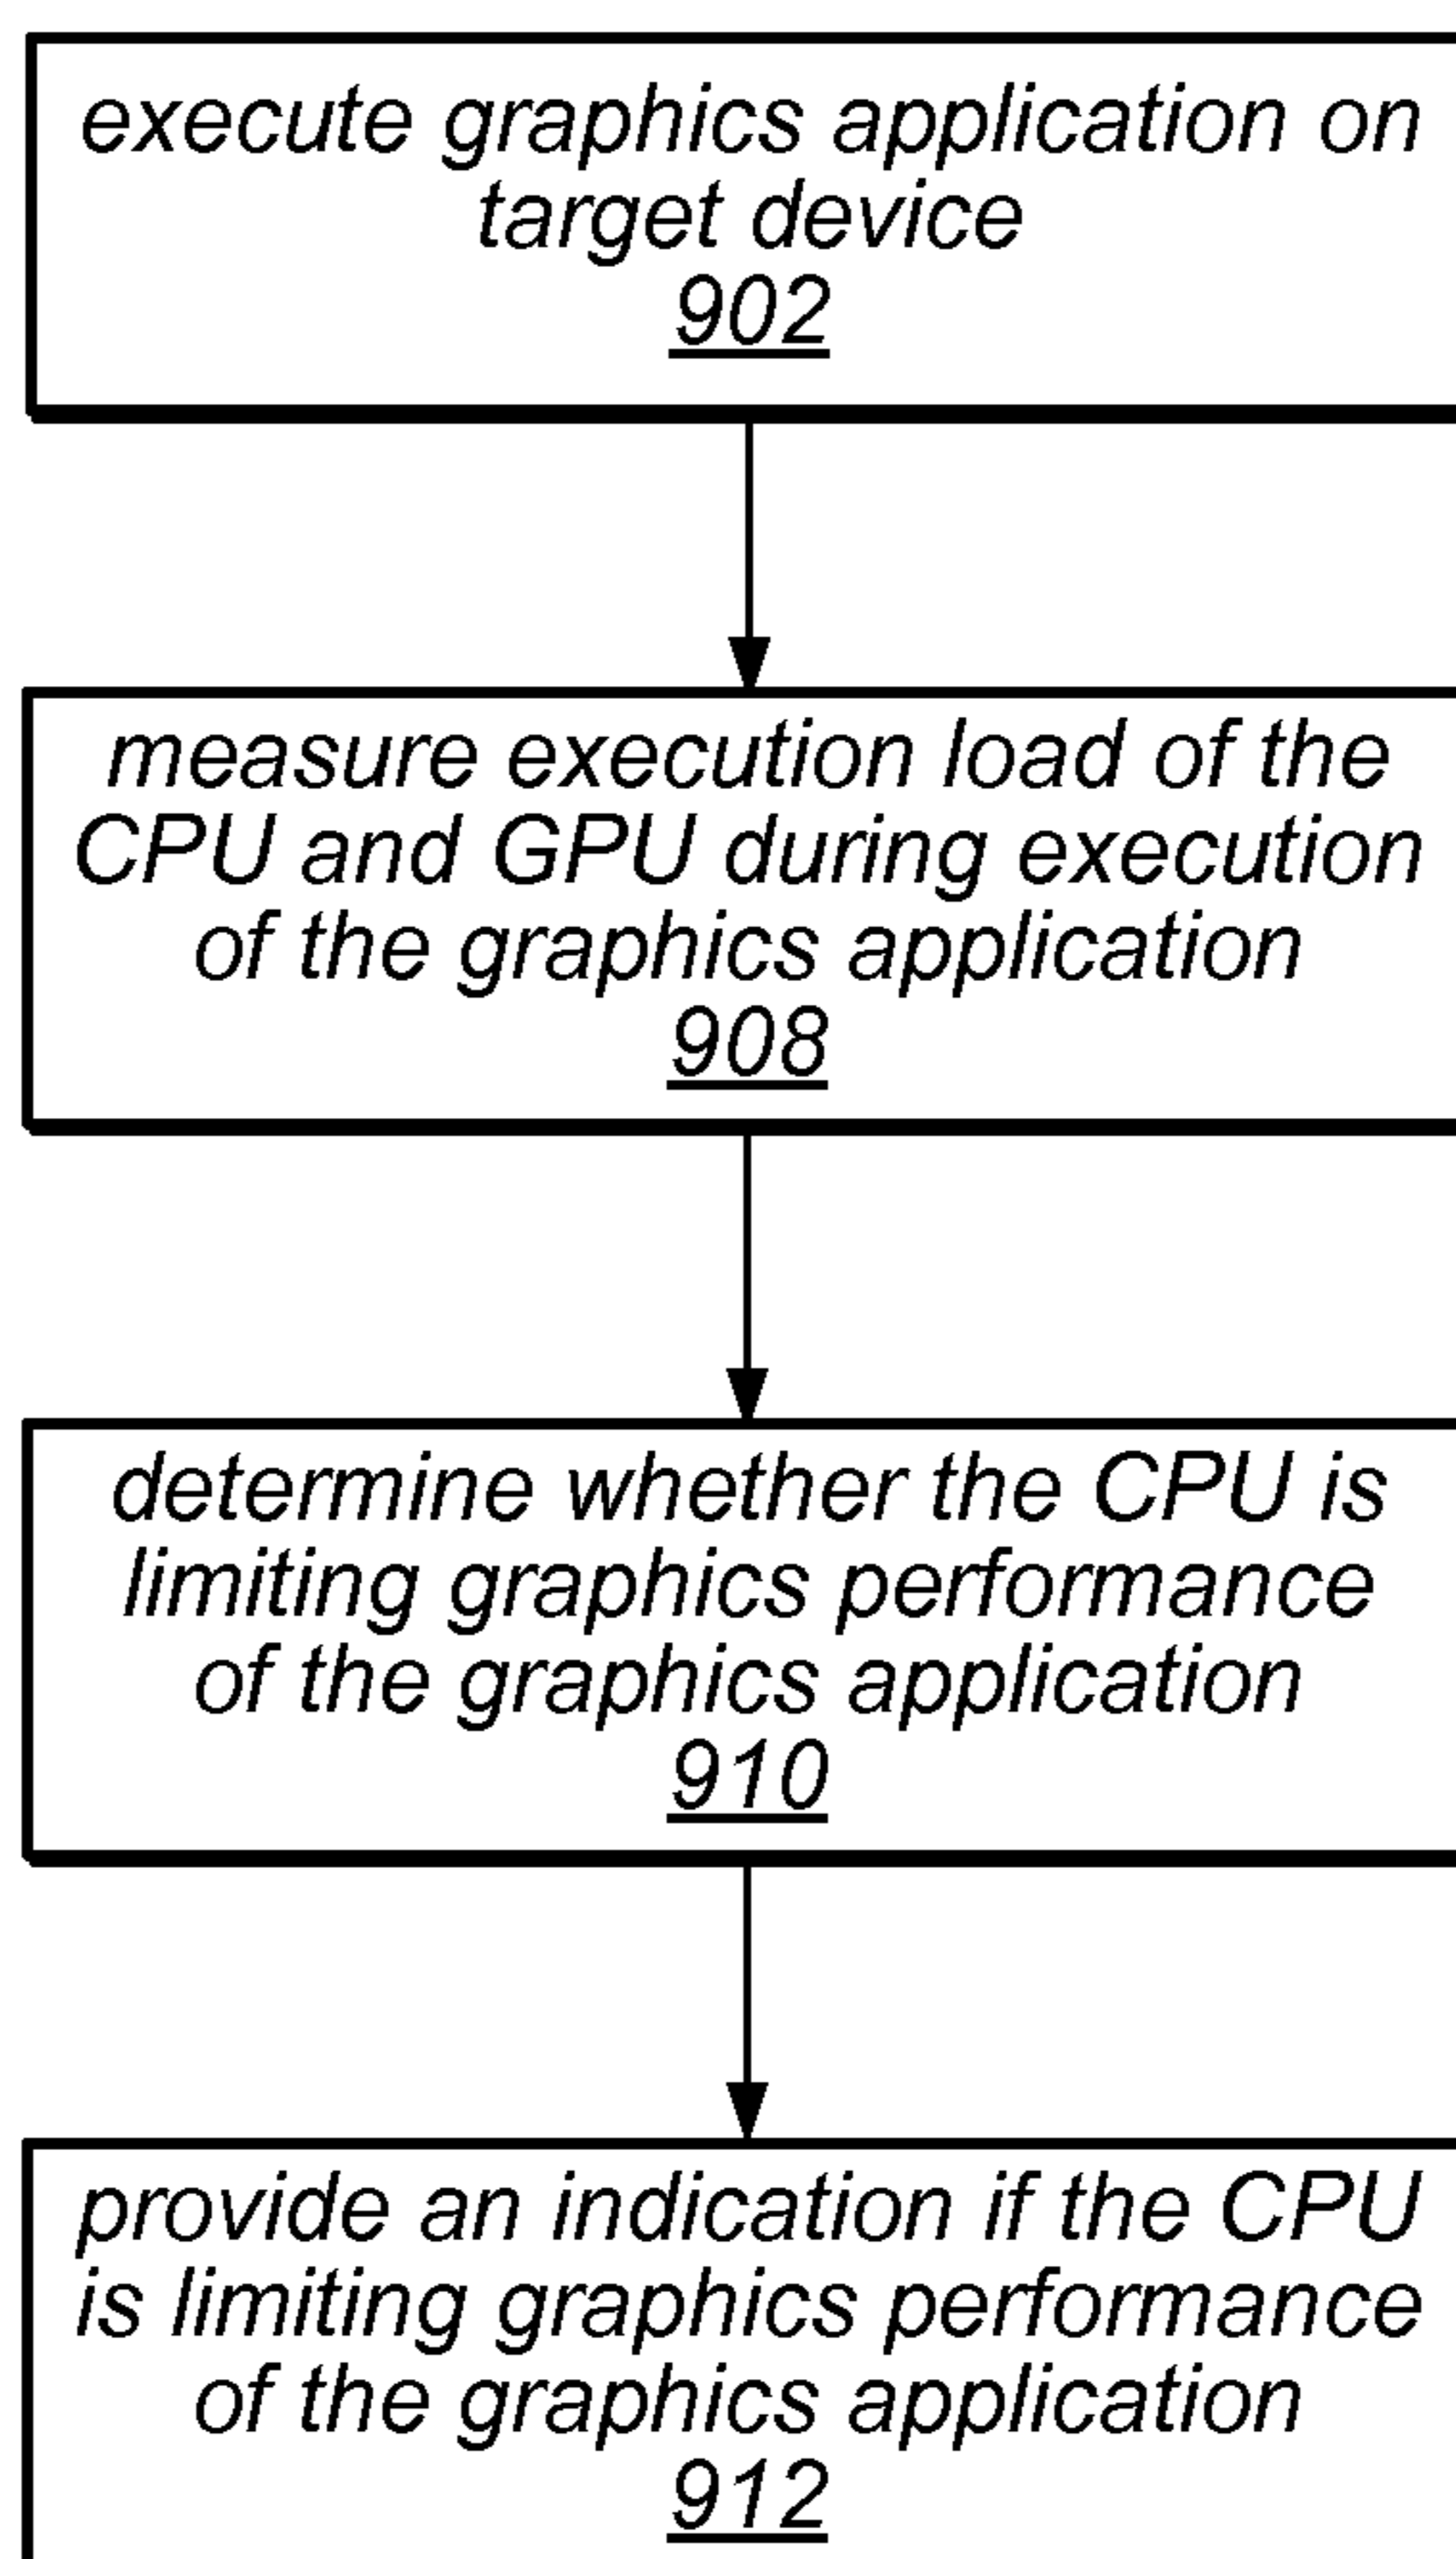 execute graphics application on
target device
902
measure execution load of the
CPU and GPU during execution
of the graphics application
908
determine whether the CPU is
limiting graphics performance
of the graphics application
910
provide an indication if the CPU
is limiting graphics performance
of the graphics application
912